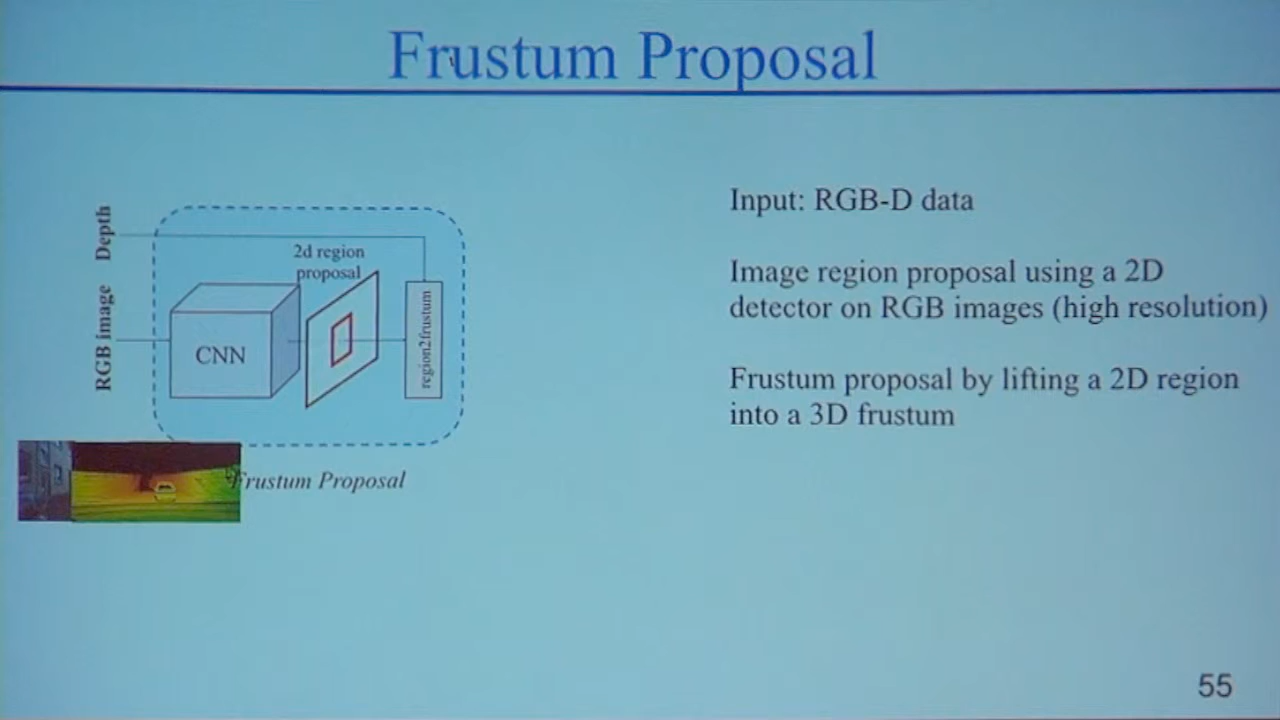 Frustum Proposal
Depth
RGB image
2d region
proposal
CNN
region2frustum
Frustum Proposal
Input: RGB-D data
Image region proposal using a 2D
detector on RGB images (high resolution)
Frustum proposal by lifting a 2D region
into a 3D frustum
55